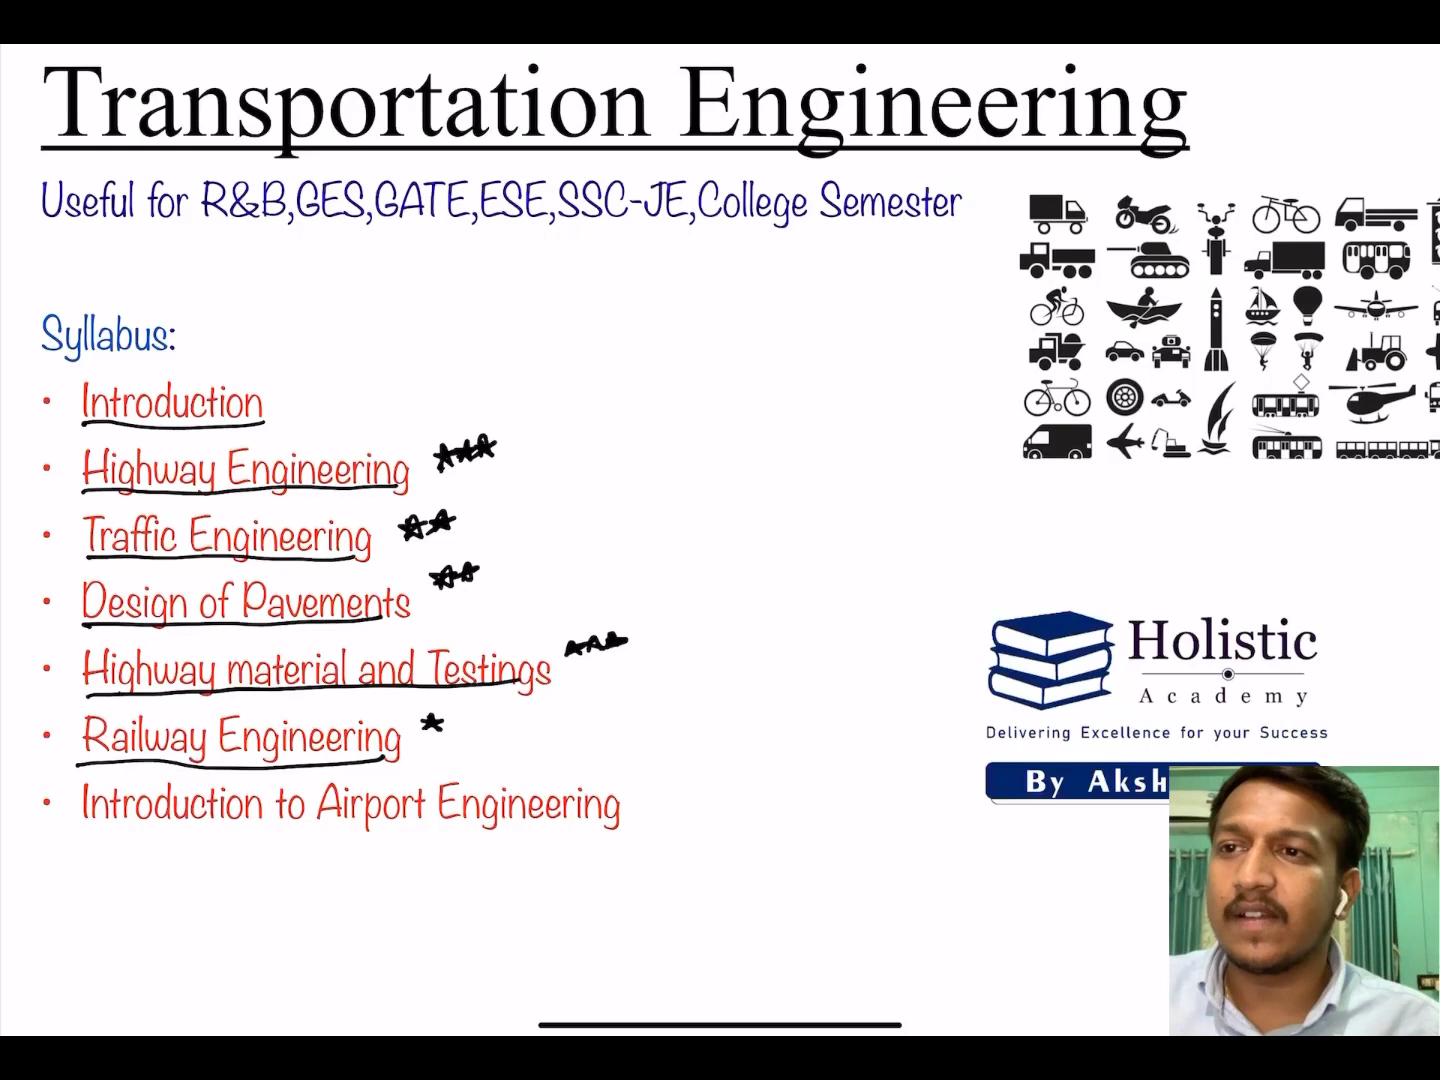 Transportation Engineering
Useful for R&B,GES,GATE,ESE,SSC-JE,College Semester
Syllabus:
• Introduction
• Highway Engineering
• Traffic Engineering
• Design of Pavements
• Highway material and Testings
• Railway Engineering
• Introduction to Airport Engineering
Holistic
Academy
Delivering Excellence for your Success
By